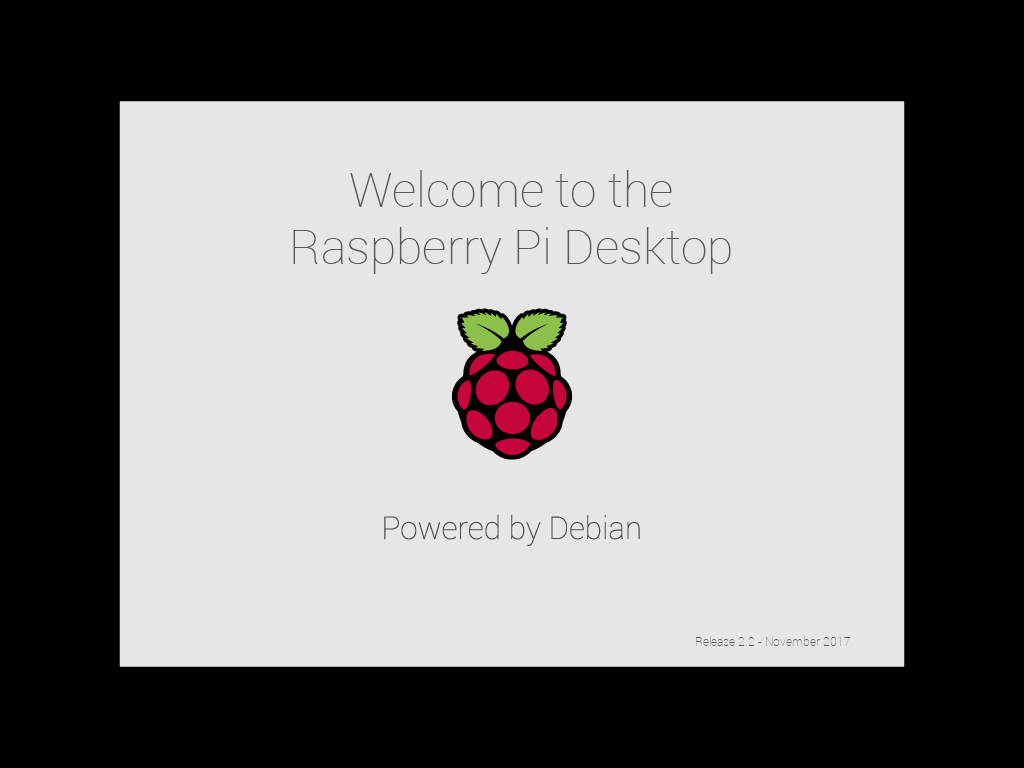 Welcome to the
Raspberry Pi Desktop
Powered by Debian
Release 2.2 - November 2017